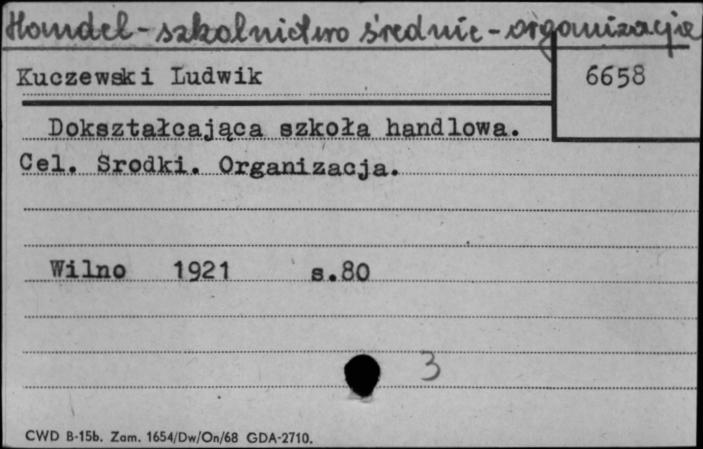 Handel - szkolnictwo średnie - organizacja
Kuczewski Ludwik
6658
Dokształcająca szkoła handlowa.
Cel. Srodki. Organizacja.
Wilno 1921 s.80
3
CWD B-15b. Zam. 1654/Dw/On/68 GDA-2710.